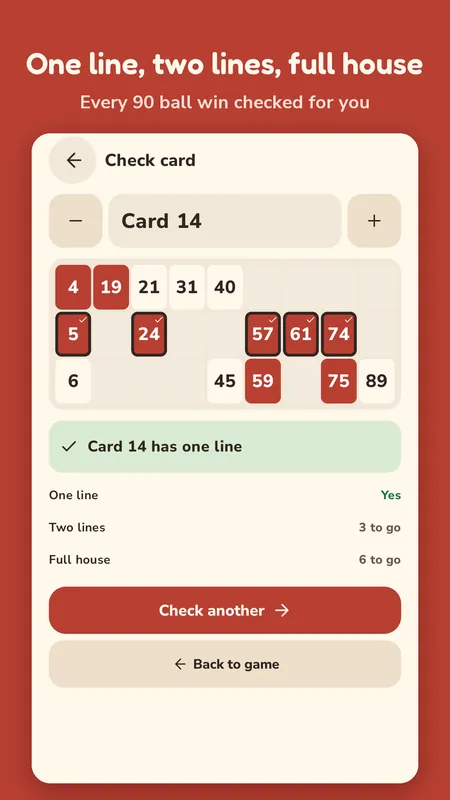 One line, two lines, full house
Every 90 ball win checked for you
Check card
Card 14
4 19 21 31 40
5 24 57 61 74
6 45 59 75 89
Card 14 has one line
One line Yes
Two lines 3 to go
Full house 6 to go
Check another
Back to game